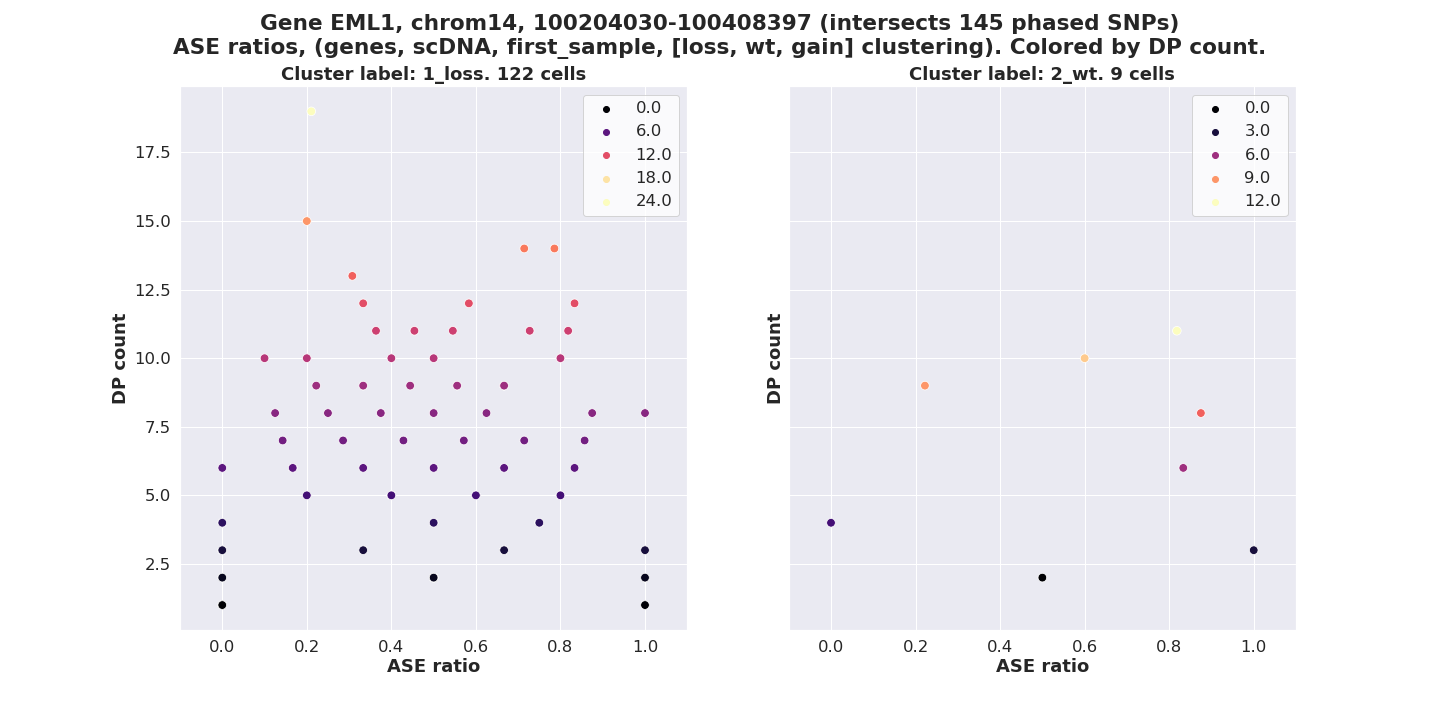 Gene EML1, chrom14, 100204030-100408397 (intersects 145 phased SNPs)
ASE ratios, (genes, scDNA, first_sample, [loss, wt, gain] clustering). Colored by DP count.
Cluster label: 1_loss. 122 cells
0.0
6.0
12.0
18.0
24.0
17.5
15.0
12.5
10.0
7.5
5.0
2.5
DP count
0.0 0.2 0.4 0.6 0.8 1.0
ASE ratio
Cluster label: 2_wt. 9 cells
0.0
3.0
6.0
9.0
12.0
DP count
0.0 0.2 0.4 0.6 0.8 1.0
ASE ratio